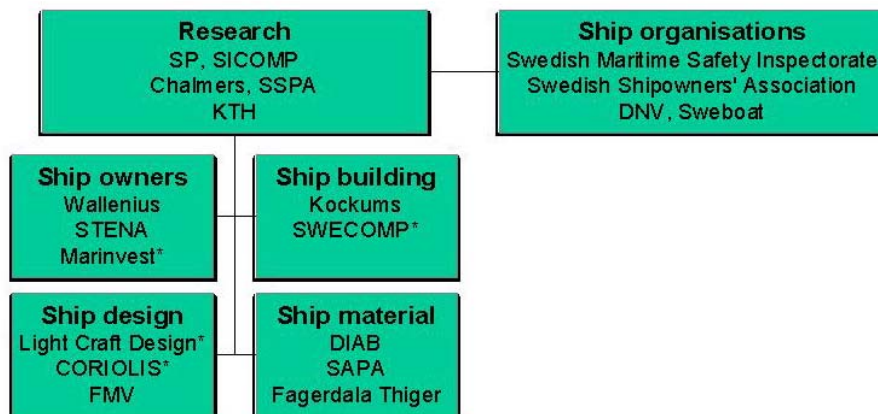 Research
SP, SICOMP
Chalmers, SSPA
KTH
Ship organisations
Swedish Maritime Safety Inspectorate
Swedish Shipowners' Association
DNV, Sweboat
Ship owners
Wallenius
STENA
Marinvest*
Ship building
Kockums
SWECOMP*
Ship design
Light Craft Design*
CORIOLIS*
FMV
Ship material
DIAB
SAPA
Fagerdala Thiger